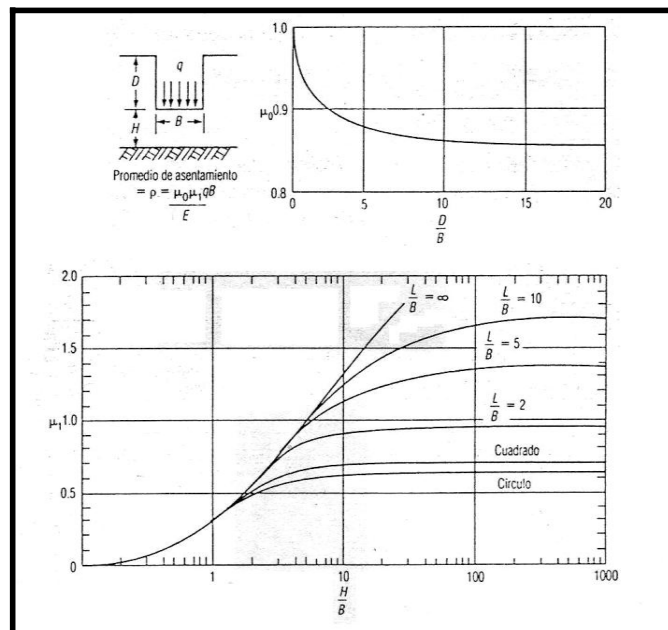 D
q
H
B
Promedio de asentamiento
= ρ = μ₀μ₁qB
E
1.0
μ₀ 0.9
0.8
0 5 10 15 20
D
B
2.0
1.5
μ₁ 1.0
0.5
0
1 10 100 1000
H
B
L/B = ∞
L/B = 10
L/B = 5
L/B = 2
Cuadrado
Círculo